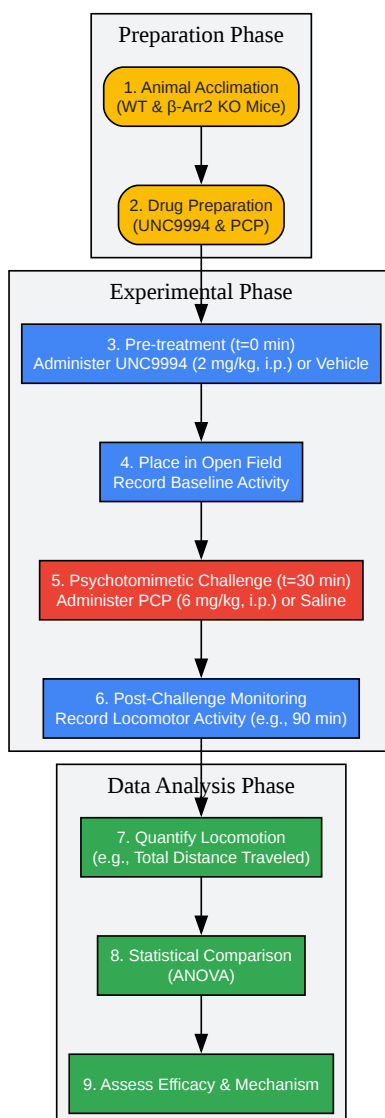 Preparation Phase
1. Animal Acclimation
(WT & β-Arr2 KO Mice)
2. Drug Preparation
(UNC9994 & PCP)
Experimental Phase
3. Pre-treatment (t=0 min)
Administer UNC9994 (2 mg/kg, i.p.) or Vehicle
4. Place in Open Field
Record Baseline Activity
5. Psychotomimetic Challenge (t=30 min)
Administer PCP (6 mg/kg, i.p.) or Saline
6. Post-Challenge Monitoring
Record Locomotor Activity (e.g., 90 min)
Data Analysis Phase
7. Quantify Locomotion
(e.g., Total Distance Traveled)
8. Statistical Comparison
(ANOVA)
9. Assess Efficacy & Mechanism